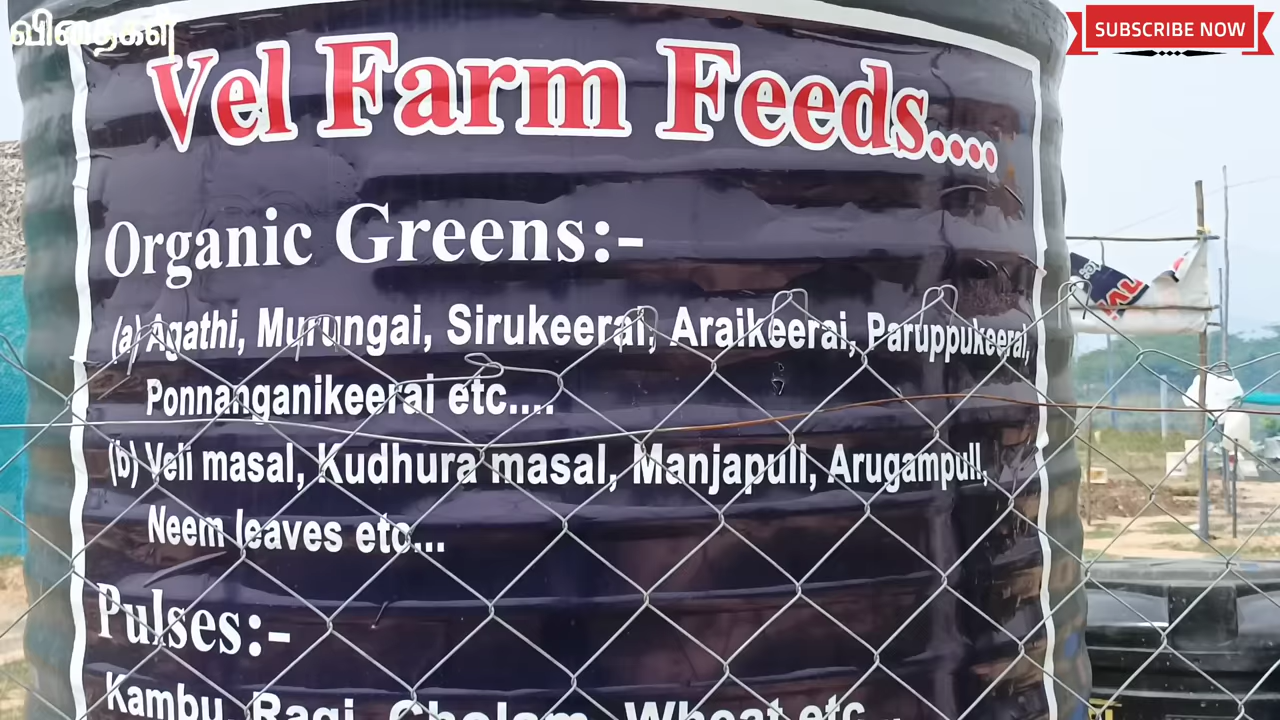 விதைகள்
SUBSCRIBE NOW
Vel Farm Feeds....
Organic Greens:-
(a) Agathi, Murungai, Sirukeerai, Araikeerai, Paruppukeerai,
Ponnanganikeerai etc....
(b) Veli masal, Kudhura masal, Manjapull, Arugampull,
Neem leaves etc...
Pulses:-
Kambu, Ragi, Cholam, Wheat etc...